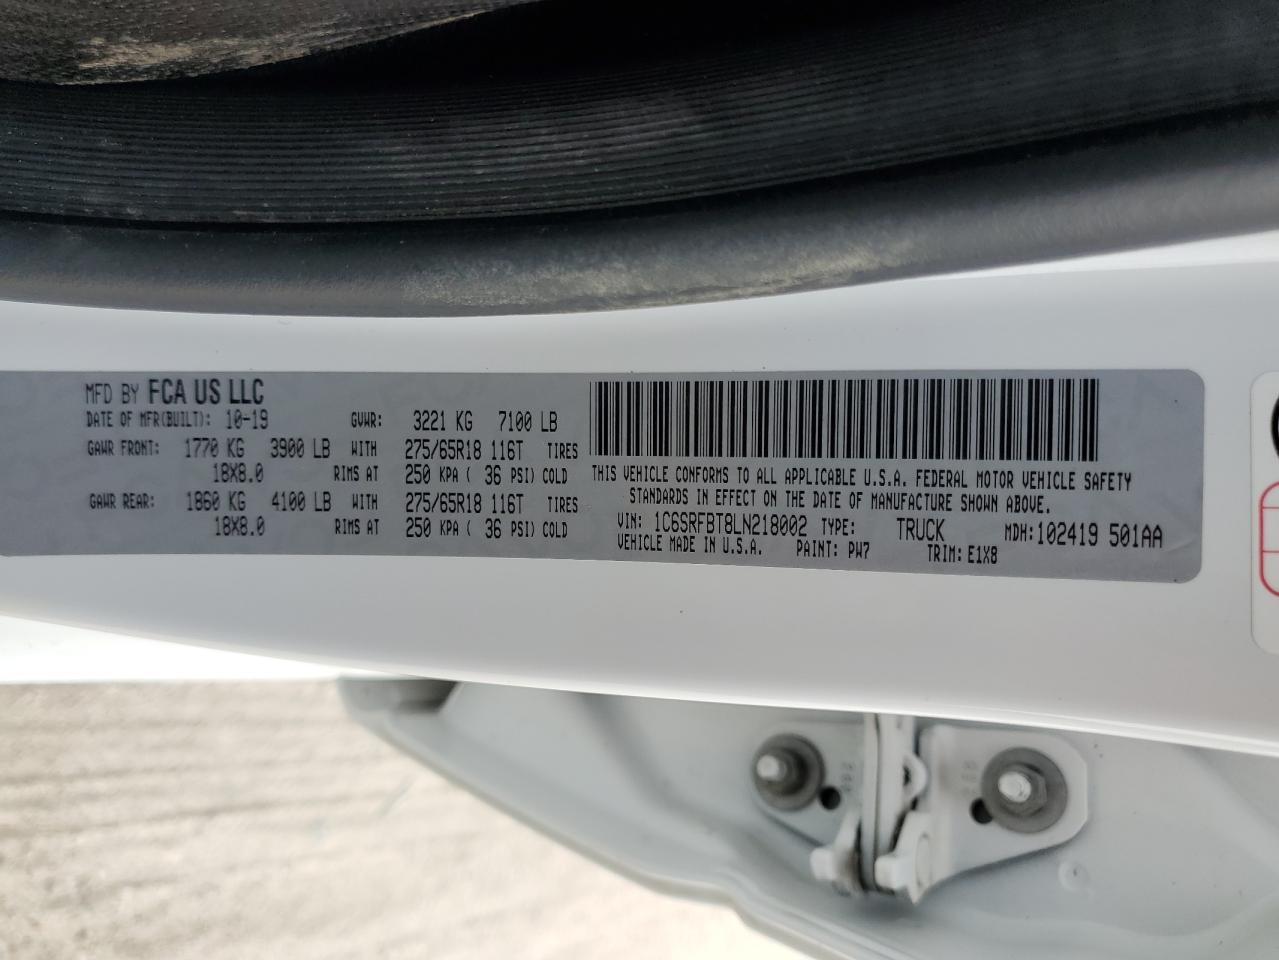 MFD BY FCA US LLC
DATE OF MFR(BUILT): 10-19 GVWR: 3221 KG 7100 LB
GAWR FRONT: 1770 KG 3900 LB WITH 275/65R18 116T TIRES
18X8.0 RIMS AT 250 KPA ( 36 PSI) COLD
GAWR REAR: 1860 KG 4100 LB WITH 275/65R18 116T TIRES
18X8.0 RIMS AT 250 KPA ( 36 PSI) COLD
THIS VEHICLE CONFORMS TO ALL APPLICABLE U.S.A. FEDERAL MOTOR VEHICLE SAFETY
STANDARDS IN EFFECT ON THE DATE OF MANUFACTURE SHOWN ABOVE.
VIN: 1C6SRFBT8LN218002 TYPE: TRUCK MDH:102419 501AA
VEHICLE MADE IN U.S.A. PAINT: PW7 TRIM: E1X8